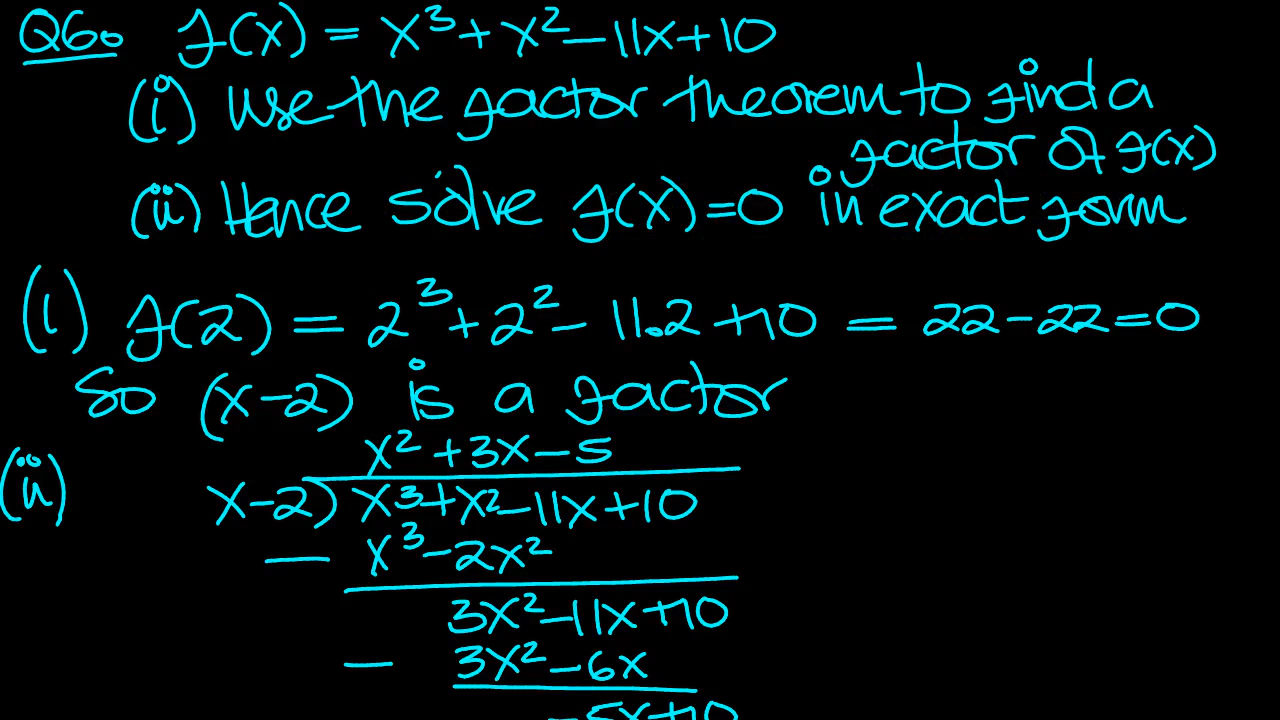 Q6. f(x) = x³+x²-11x+10
(i) Use the factor theorem to find a
factor of f(x)
(ii) Hence solve f(x)=0 in exact form
(i) f(2) = 2³+2²-11.2+10 = 22-22=0
So (x-2) is a factor
x²+3x-5
(ii) x-2)x³+x²-11x+10
- x³-2x²
3x²-11x+10
- 3x²-6x
-5x+10